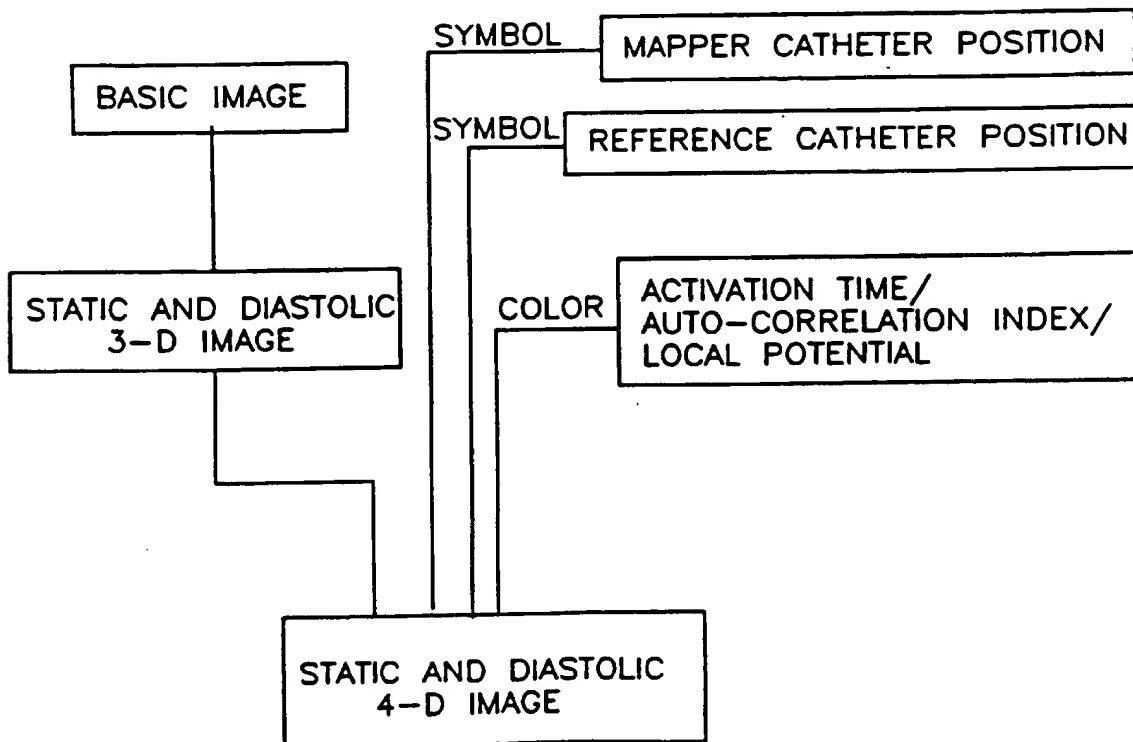 SYMBOL
MAPPER CATHETER POSITION
BASIC IMAGE
SYMBOL
REFERENCE CATHETER POSITION
STATIC AND DIASTOLIC
3-D IMAGE
COLOR
ACTIVATION TIME/
AUTO-CORRELATION INDEX/
LOCAL POTENTIAL
STATIC AND DIASTOLIC
4-D IMAGE